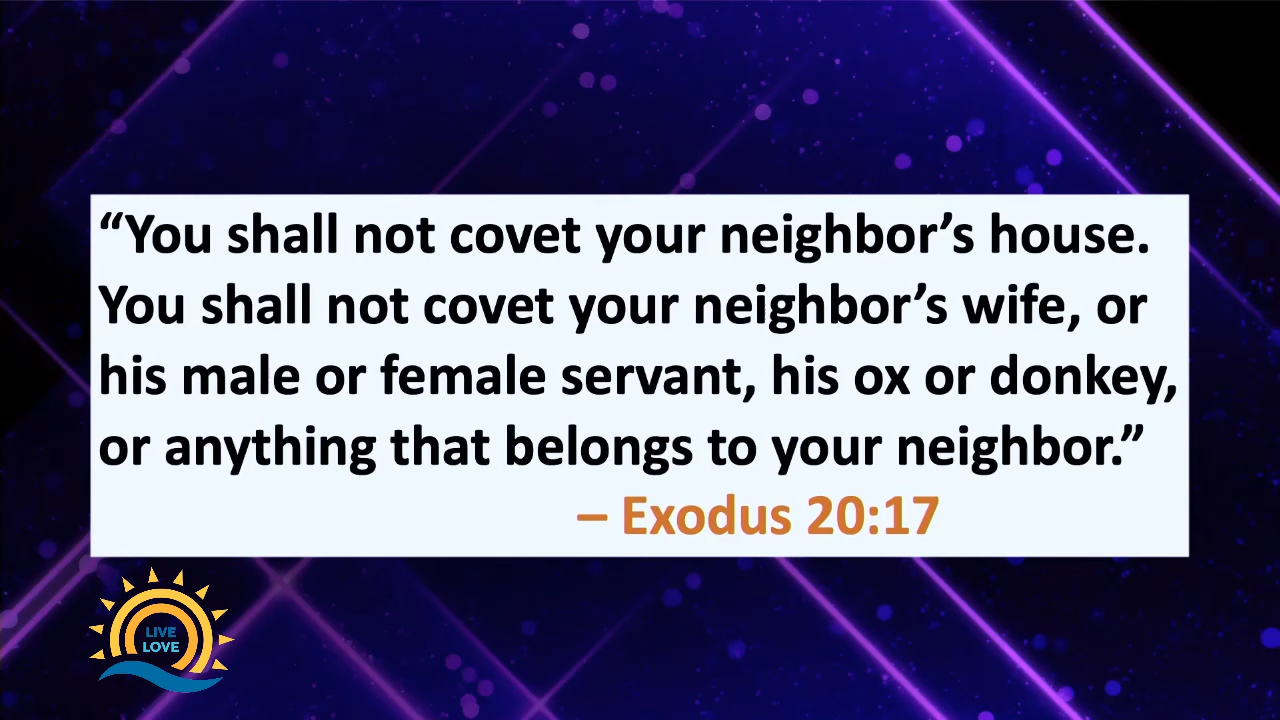 “You shall not covet your neighbor’s house.
You shall not covet your neighbor’s wife, or
his male or female servant, his ox or donkey,
or anything that belongs to your neighbor.”
– Exodus 20:17
LIVE
LOVE